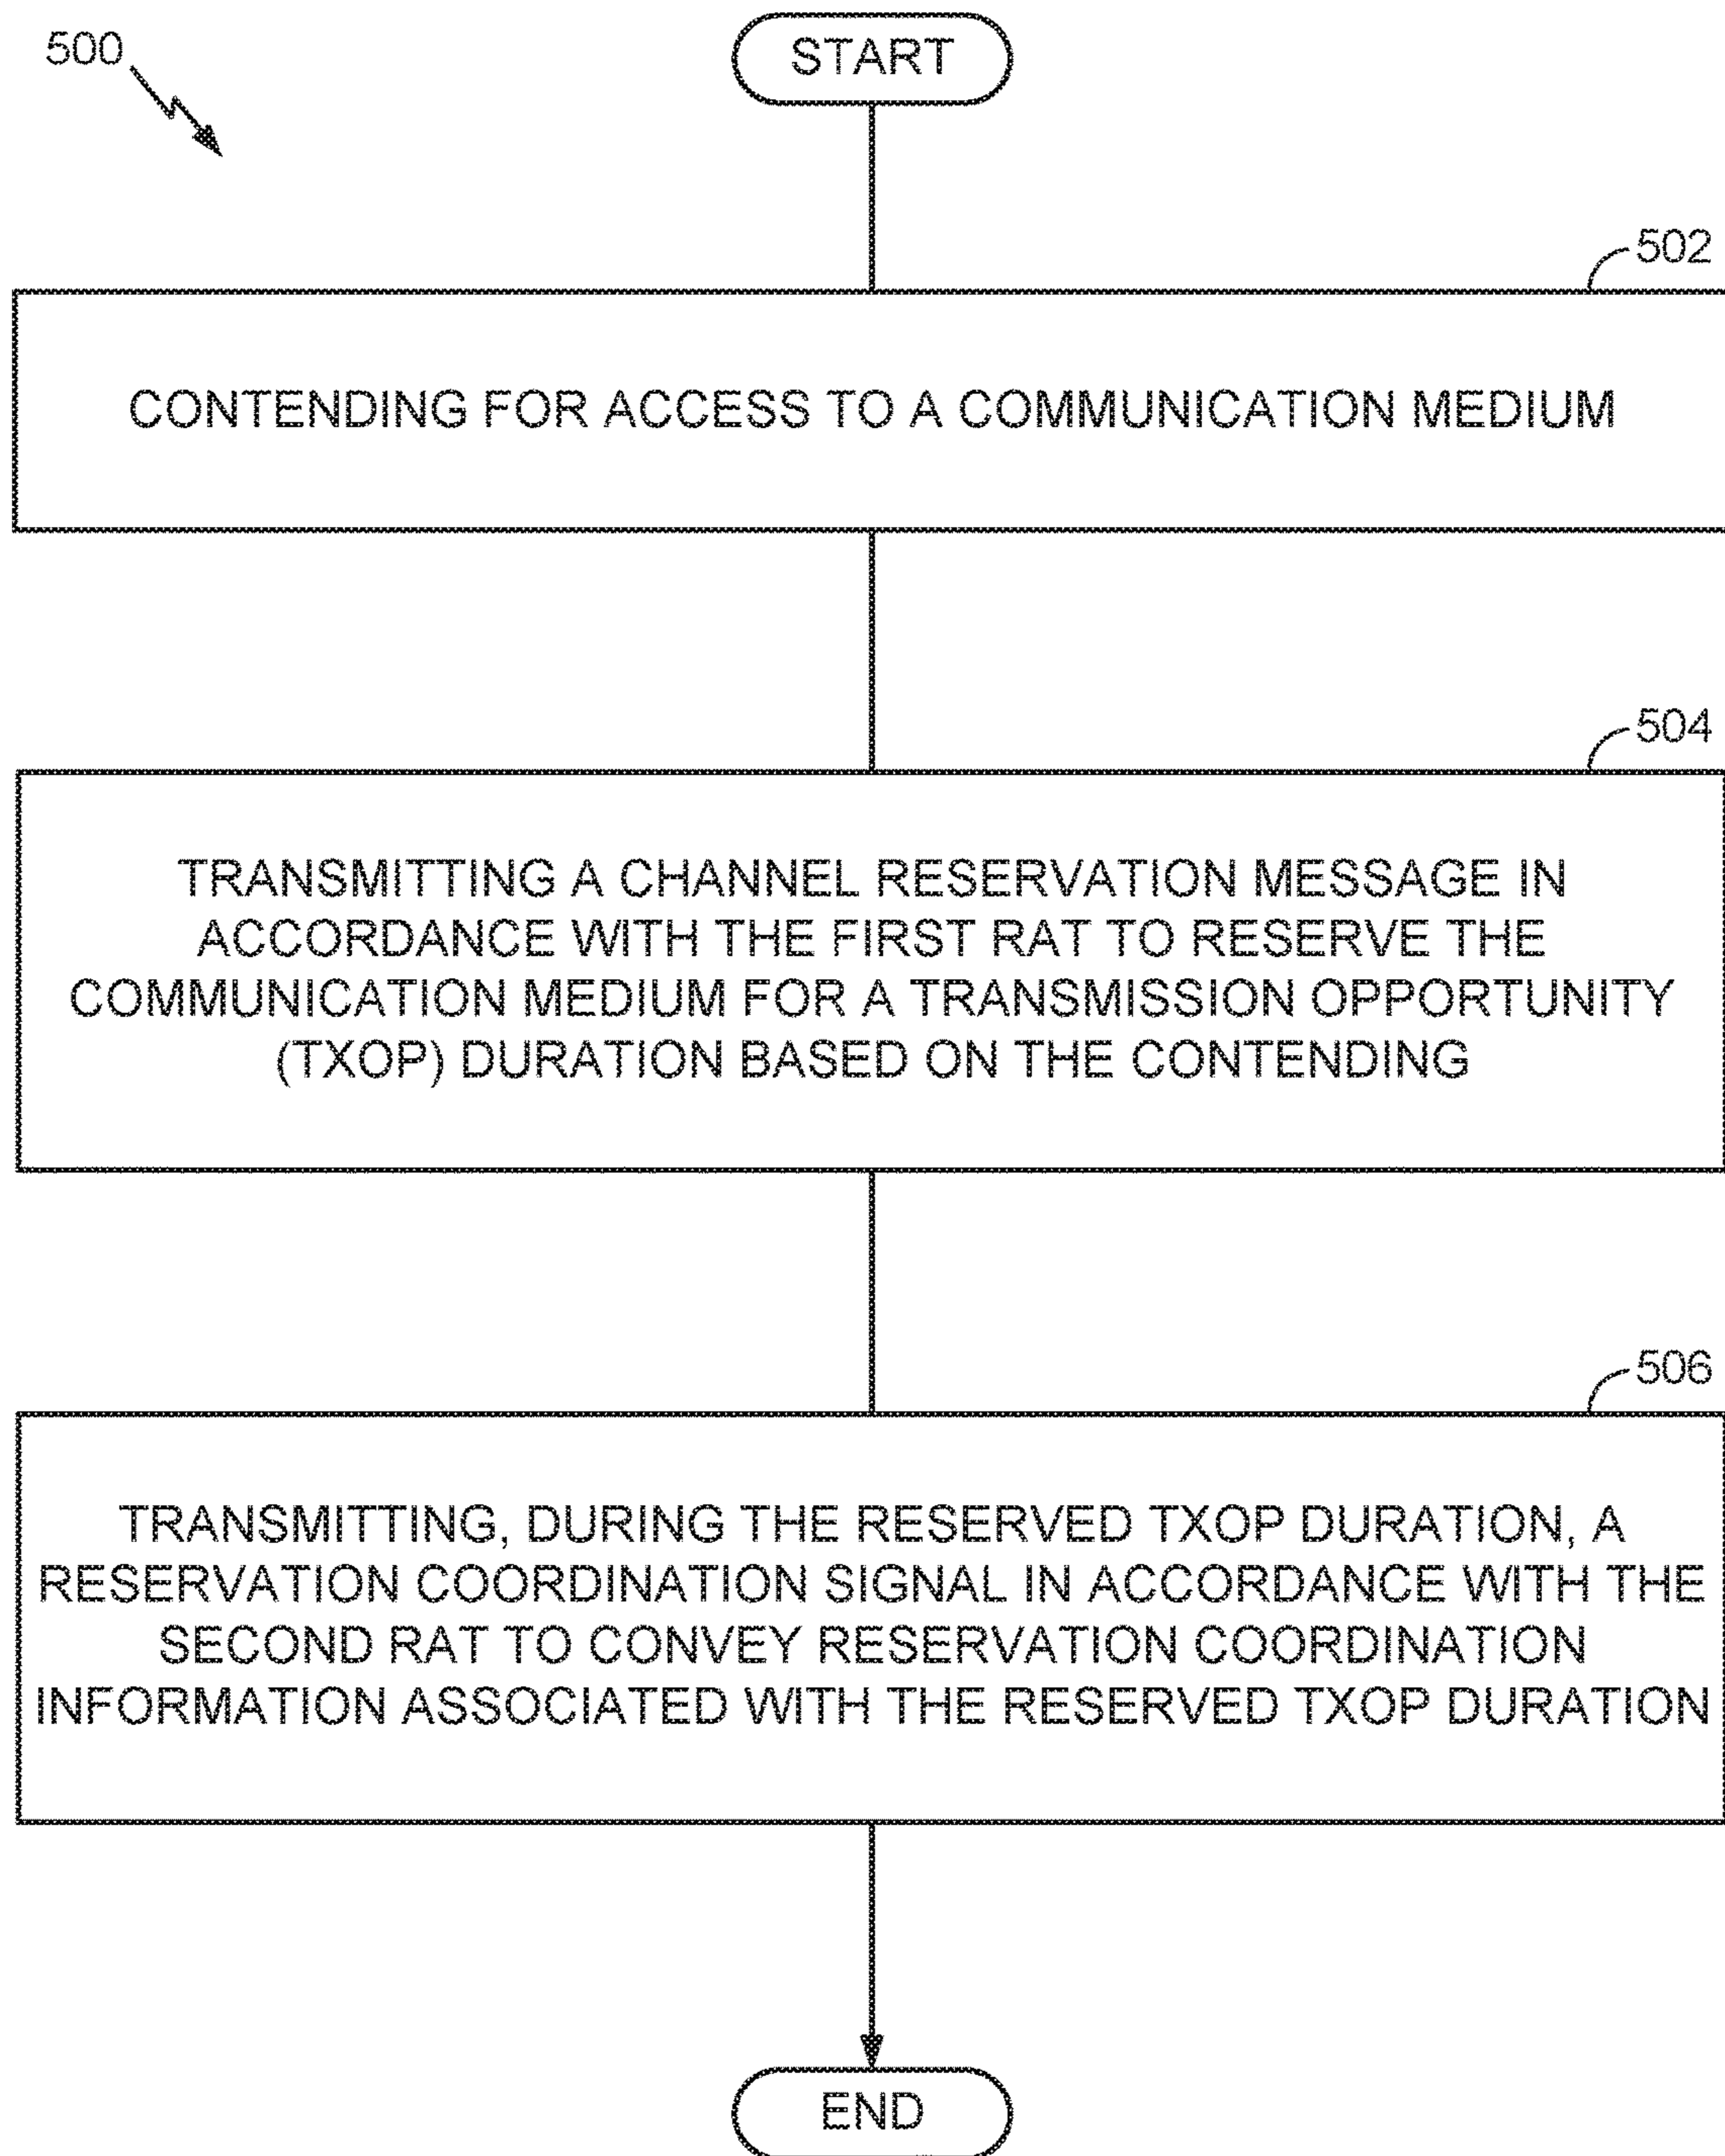 500
START
502
CONTENDING FOR ACCESS TO A COMMUNICATION MEDIUM
504
TRANSMITTING A CHANNEL RESERVATION MESSAGE IN
ACCORDANCE WITH THE FIRST RAT TO RESERVE THE
COMMUNICATION MEDIUM FOR A TRANSMISSION OPPORTUNITY
(TXOP) DURATION BASED ON THE CONTENDING
506
TRANSMITTING, DURING THE RESERVED TXOP DURATION, A
RESERVATION COORDINATION SIGNAL IN ACCORDANCE WITH THE
SECOND RAT TO CONVEY RESERVATION COORDINATION
INFORMATION ASSOCIATED WITH THE RESERVED TXOP DURATION
END